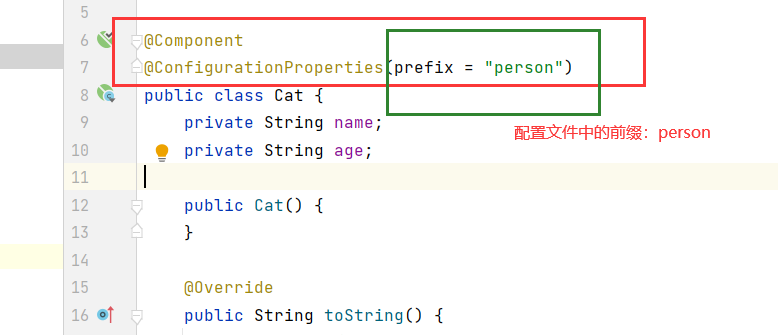 5
6 @Component
7 @ConfigurationProperties(prefix = "person")
8 public class Cat {
9 private String name;
配置文件中的前缀：person
10 private String age;
11
12 public Cat() {
13 }
14
15 @Override
16 public String toString() {